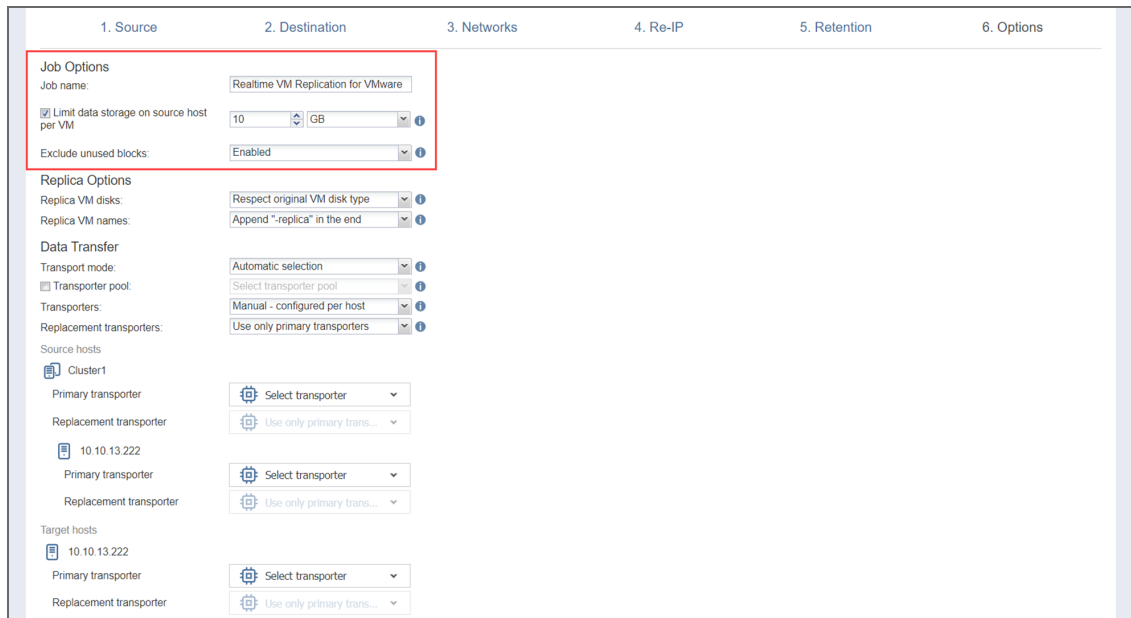 1. Source 2. Destination 3. Networks 4. Re-IP 5. Retention 6. Options
Job Options
Job name: Realtime VM Replication for VMware
Limit data storage on source host
per VM
10 GB
Exclude unused blocks: Enabled
Replica Options
Replica VM disks: Respect original VM disk type
Replica VM names: Append "-replica" in the end
Data Transfer
Transport mode: Automatic selection
Transporter pool: Select transporter pool
Transporters: Manual - configured per host
Replacement transporters: Use only primary transporters
Source hosts
Cluster1
Primary transporter Select transporter
Replacement transporter Use only primary trans...
10.10.13.222
Primary transporter Select transporter
Replacement transporter Use only primary trans...
Target hosts
10.10.13.222
Primary transporter Select transporter
Replacement transporter Use only primary trans...